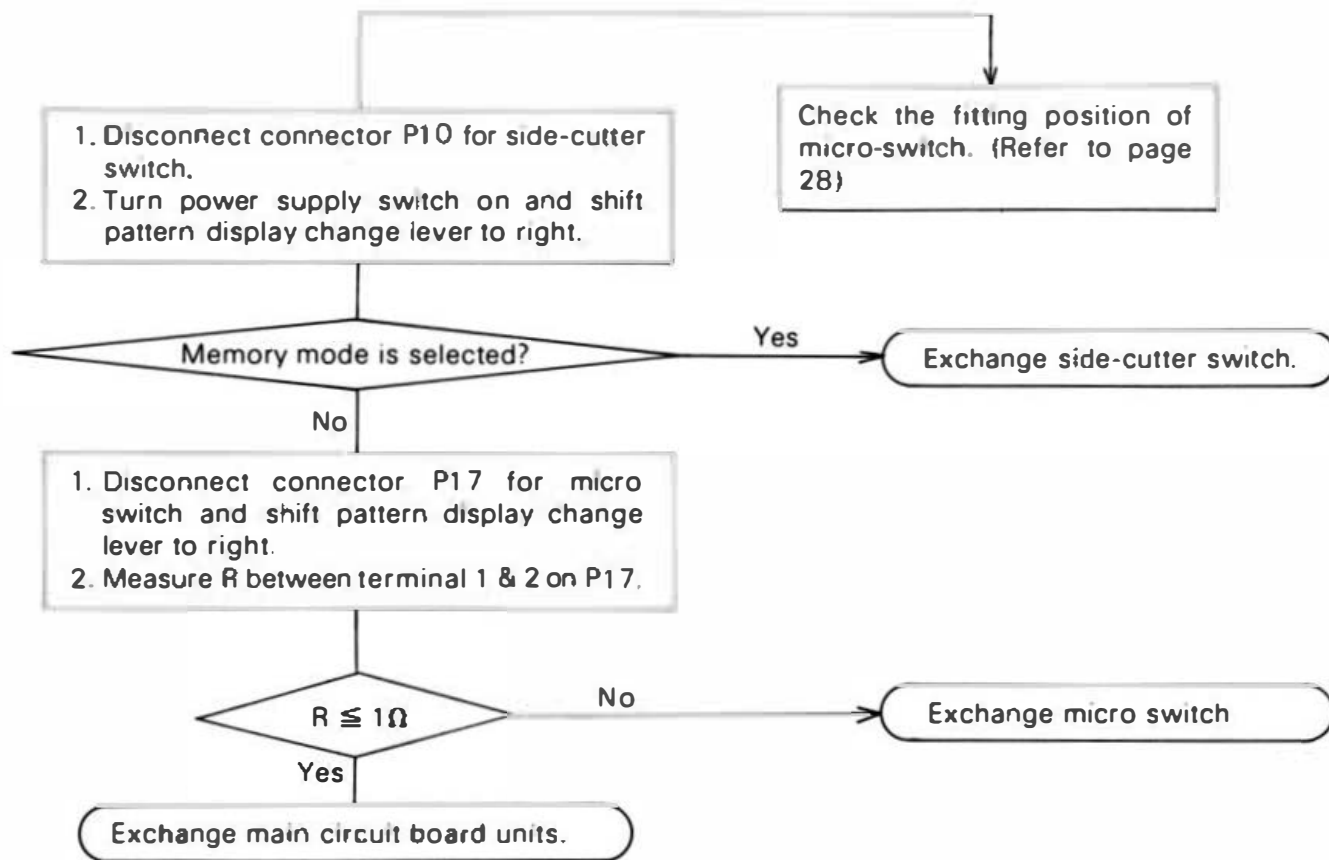 1. Disconnect connector P10 for side-cutter
switch.
2. Turn power supply switch on and shift
pattern display change lever to right.
Check the fitting position of
micro-switch. (Refer to page
28)
Memory mode is selected?
Yes
Exchange side-cutter switch.
No
1. Disconnect connector P17 for micro
switch and shift pattern display change
lever to right.
2. Measure R between terminal 1 & 2 on P17.
R ≦ 1Ω
No
Exchange micro switch
Yes
Exchange main circuit board units.